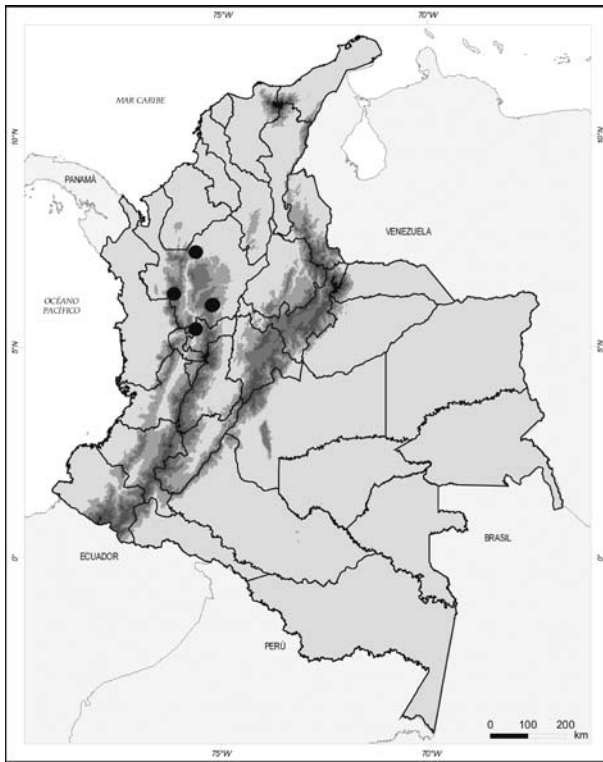 75°W
70°W
MAR CARIBE
10°N
10°N
PANAMÁ
VENEZUELA
OCÉANO
PACÍFICO
5°N
5°N
ECUADOR
BRASIL
0°
0°
PERÚ
0 100 200
km
75°W
70°W